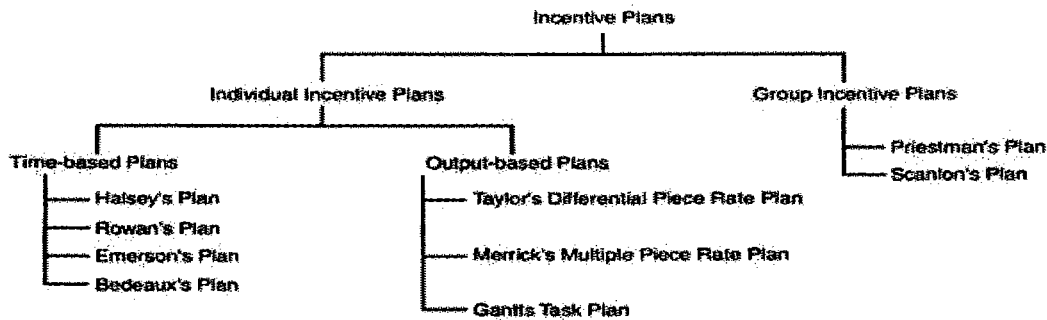 Incentive Plans
Individual Incentive Plans
Group Incentive Plans
Time-based Plans
Halsey's Plan
Rowan's Plan
Emerson's Plan
Bedeaux's Plan
Output-based Plans
Taylor's Differential Piece Rate Plan
Merrick's Multiple Piece Rate Plan
Gantts Task Plan
Priestman's Plan
Scanlon's Plan